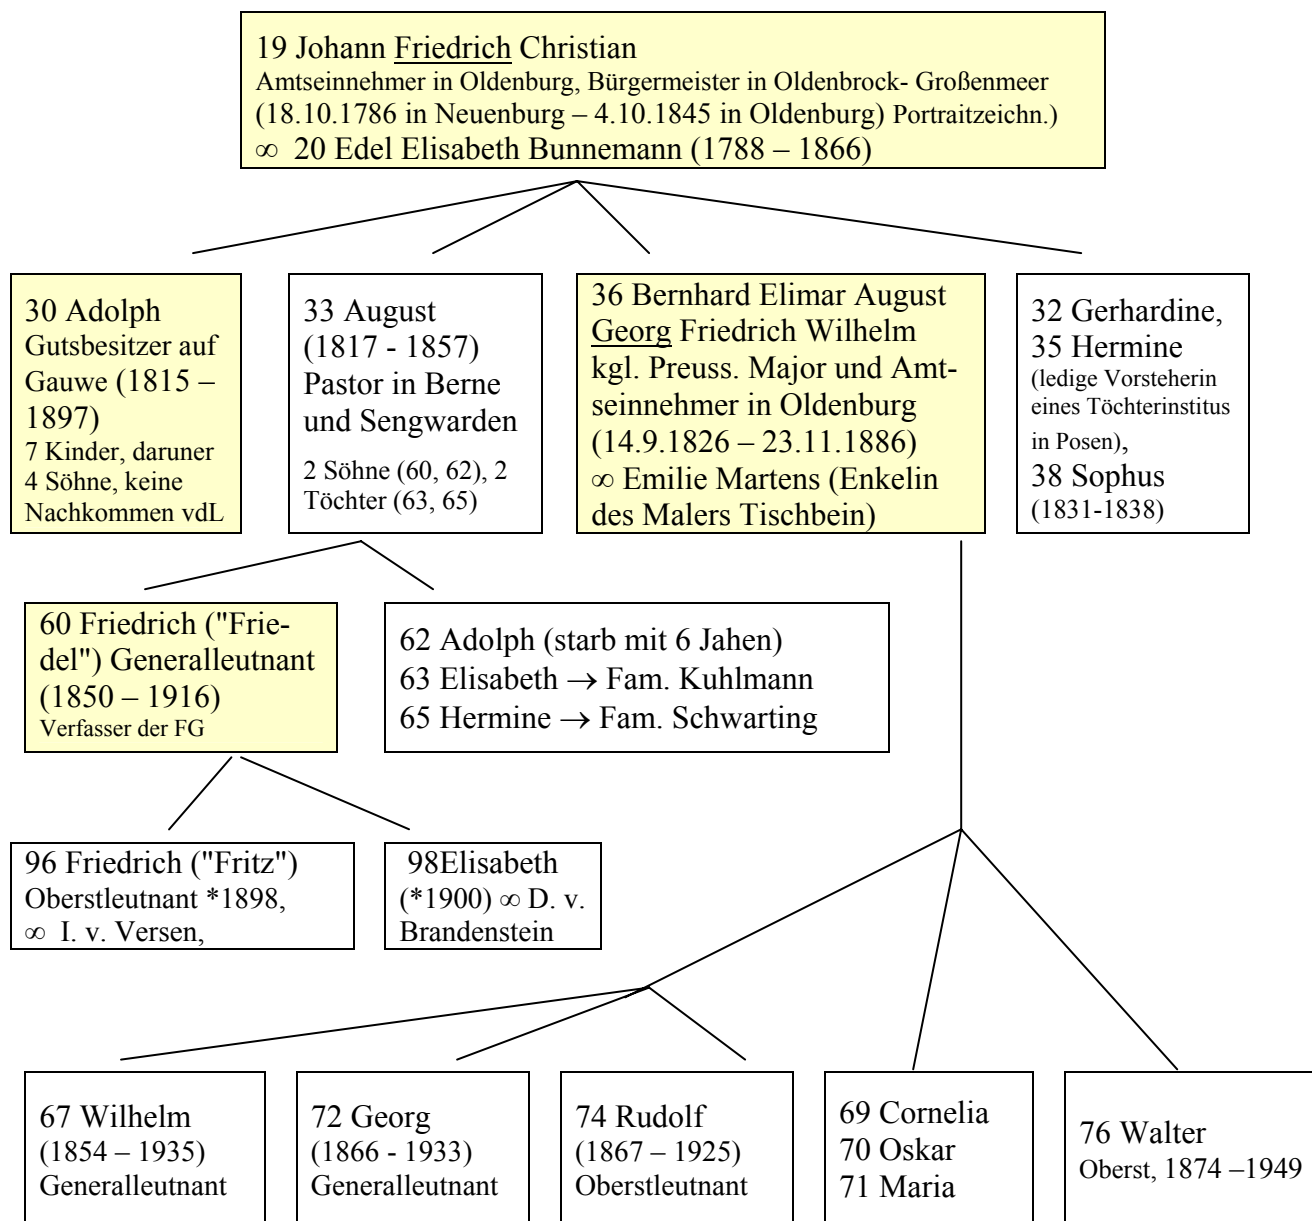 19 Johann Friedrich Christian
Amtseinnehmer in Oldenburg, Bürgermeister in Oldenbrock- Großenmeer
(18.10.1786 in Neuenburg – 4.10.1845 in Oldenburg) Portraitzeichn.)
∞ 20 Edel Elisabeth Bunnemann (1788 – 1866)
30 Adolph
Gutsbesitzer auf
Gauwe (1815 –
1897)
7 Kinder, daruner
4 Söhne, keine
Nachkommen vdL
33 August
(1817 - 1857)
Pastor in Berne
und Sengwarden
2 Söhne (60, 62), 2
Töchter (63, 65)
36 Bernhard Elimar August
Georg Friedrich Wilhelm
kgl. Preuss. Major und Amt-
seinnehmer in Oldenburg
(14.9.1826 – 23.11.1886)
∞ Emilie Martens (Enkelin
des Malers Tischbein)
32 Gerhardine,
35 Hermine
(ledige Vorsteherin
eines Töchterinstitus
in Posen),
38 Sophus
(1831-1838)
60 Friedrich ("Frie-
del") Generalleutnant
(1850 – 1916)
Verfasser der FG
62 Adolph (starb mit 6 Jahen)
63 Elisabeth → Fam. Kuhlmann
65 Hermine → Fam. Schwarting
96 Friedrich ("Fritz")
Oberstleutnant *1898,
∞ I. v. Versen,
98Elisabeth
(*1900) ∞ D. v.
Brandenstein
67 Wilhelm
(1854 – 1935)
Generalleutnant
72 Georg
(1866 - 1933)
Generalleutnant
74 Rudolf
(1867 – 1925)
Oberstleutnant
69 Cornelia
70 Oskar
71 Maria
76 Walter
Oberst, 1874 –1949